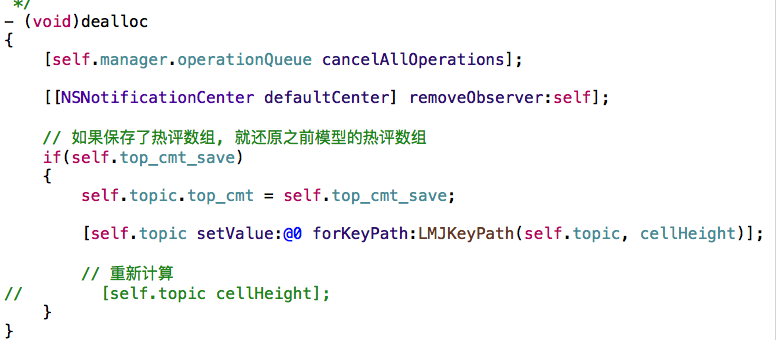 */
- (void)dealloc
{
    [self.manager.operationQueue cancelAllOperations];
    [[NSNotificationCenter defaultCenter] removeObserver:self];
    // 如果保存了热评数组, 就还原之前模型的热评数组
    if(self.top_cmt_save)
    {
        self.topic.top_cmt = self.top_cmt_save;
        [self.topic setValue:@0 forKeyPath:LMJKeyPath(self.topic, cellHeight)];
        // 重新计算
//        [self.topic cellHeight];
    }
}